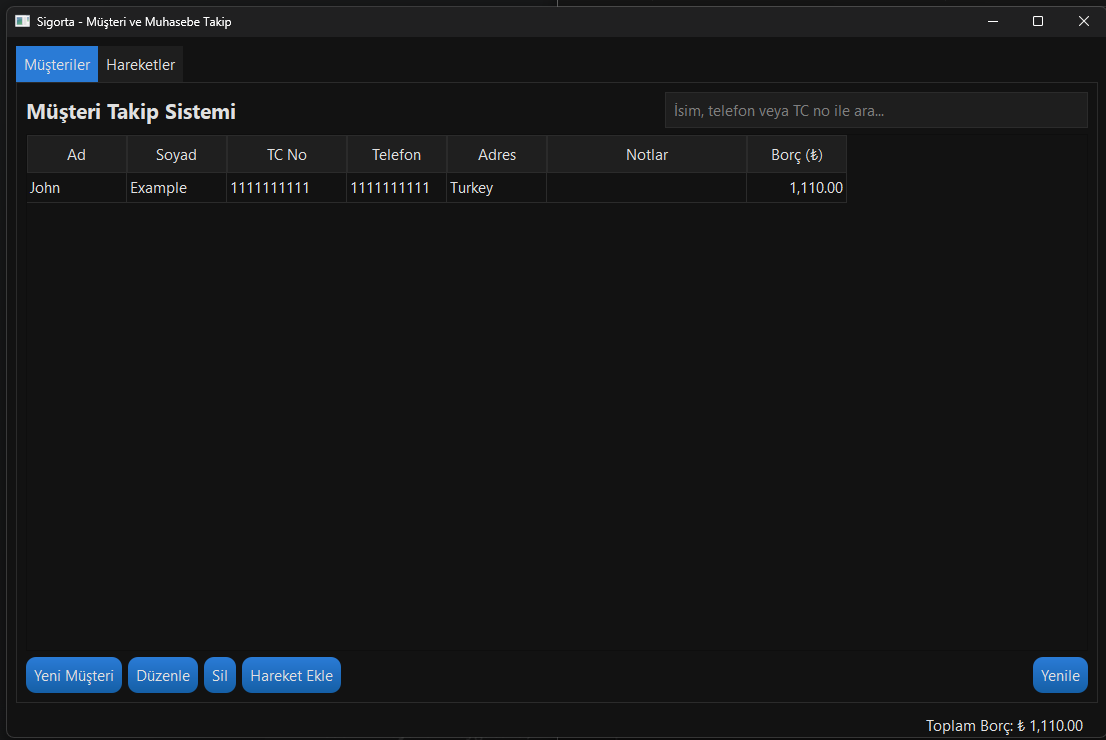 Sigorta - Müşteri ve Muhasebe Takip
Müşteriler Hareketler
Müşteri Takip Sistemi İsim, telefon veya TC no ile ara...
Ad Soyad TC No Telefon Adres Notlar Borç (₺)
John Example 1111111111 1111111111 Turkey 1,110.00
Yeni Müşteri Düzenle Sil Hareket Ekle Yenile
Toplam Borç: ₺ 1,110.00